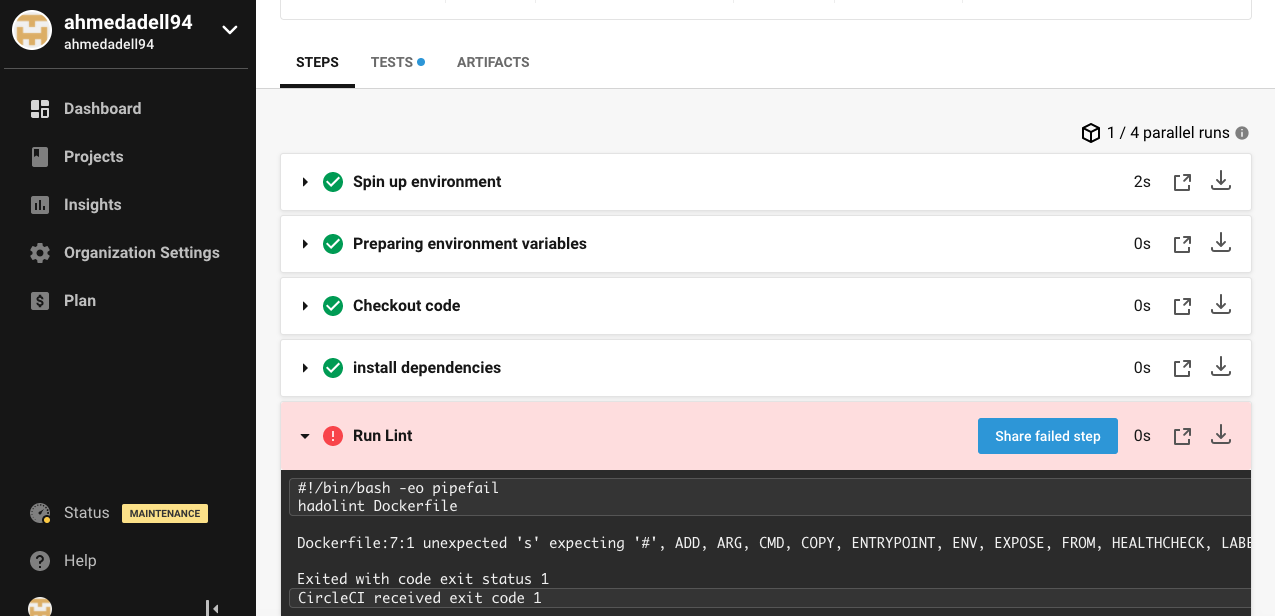 ahmedadell94
ahmedadell94
Dashboard
Projects
Insights
Organization Settings
Plan
Status MAINTENANCE
Help
STEPS TESTS ARTIFACTS
1 / 4 parallel runs
Spin up environment 2s
Preparing environment variables 0s
Checkout code 0s
install dependencies 0s
Run Lint Share failed step 0s
#!/bin/bash -eo pipefail
hadolint Dockerfile
Dockerfile:7:1 unexpected 's' expecting '#', ADD, ARG, CMD, COPY, ENTRYPOINT, ENV, EXPOSE, FROM, HEALTHCHECK, LABE
Exited with code exit status 1
CircleCI received exit code 1